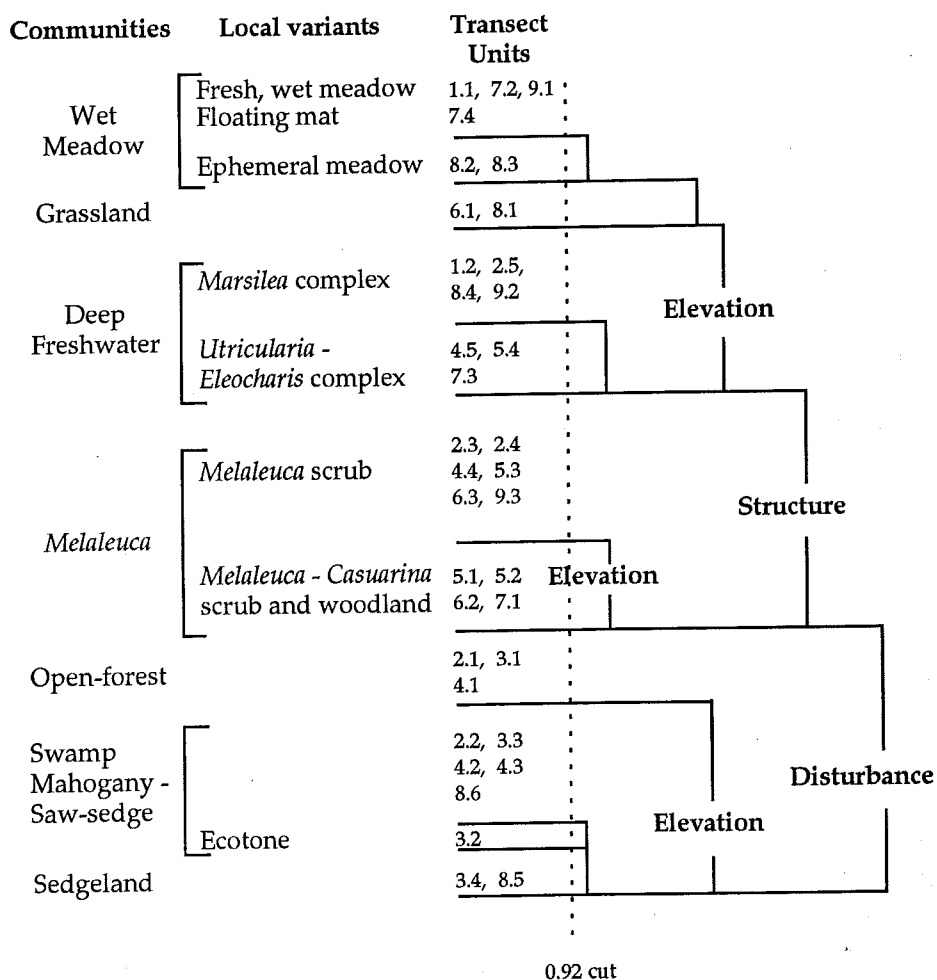 Communities Local variants Transect Units
Wet Meadow
Fresh, wet meadow 1.1, 7.2, 9.1
Floating mat 7.4
Ephemeral meadow 8.2, 8.3
Grassland 6.1, 8.1
Deep Freshwater
Marsilea complex 1.2, 2.5,
8.4, 9.2
Elevation
Utricularia - 4.5, 5.4
Eleocharis complex 7.3
Melaleuca
Melaleuca scrub 2.3, 2.4
4.4, 5.3
6.3, 9.3
Structure
Melaleuca - Casuarina 5.1, 5.2 Elevation
scrub and woodland 6.2, 7.1
Open-forest 2.1, 3.1
4.1
Swamp 2.2, 3.3
Mahogany - 4.2, 4.3
Saw-sedge 8.6
Disturbance
Elevation
Ecotone 3.2
Sedgeland 3.4, 8.5
0.92 cut